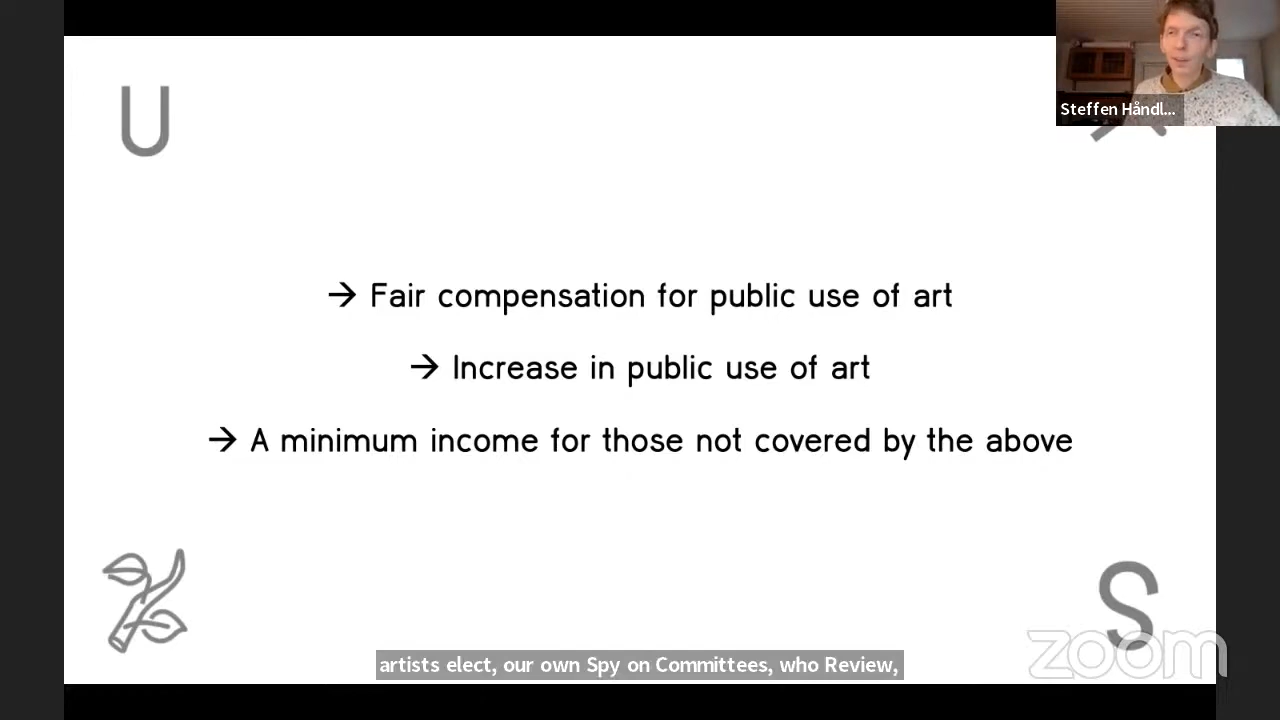 U
Steffen Håndl...
→ Fair compensation for public use of art
→ Increase in public use of art
→ A minimum income for those not covered by the above
S
zoom
artists elect, our own Spy on Committees, who Review,